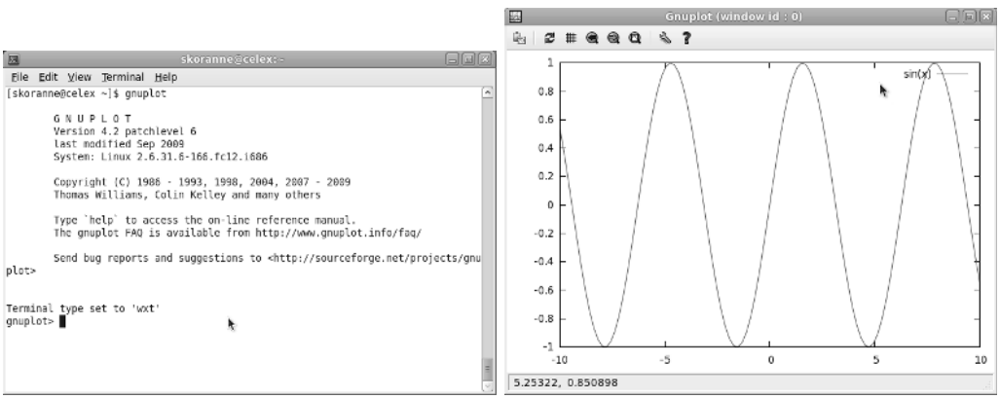 skoranne@celex:~
File Edit View Terminal Help
[skoranne@celex ~]$ gnuplot
G N U P L O T
Version 4.2 patchlevel 6
last modified Sep 2009
System: Linux 2.6.31.6-166.fc12.i686
Copyright (C) 1986 - 1993, 1998, 2004, 2007 - 2009
Thomas Williams, Colin Kelley and many others
Type `help` to access the on-line reference manual.
The gnuplot FAQ is available from http://www.gnuplot.info/faq/
Send bug reports and suggestions to <http://sourceforge.net/projects/gnu
plot>
Terminal type set to 'wxt'
gnuplot>
Gnuplot (window id : 0)
sin(x)
1
0.8
0.6
0.4
0.2
0
-0.2
-0.4
-0.6
-0.8
-1
-10 -5 0 5 10
5.25322, 0.850898